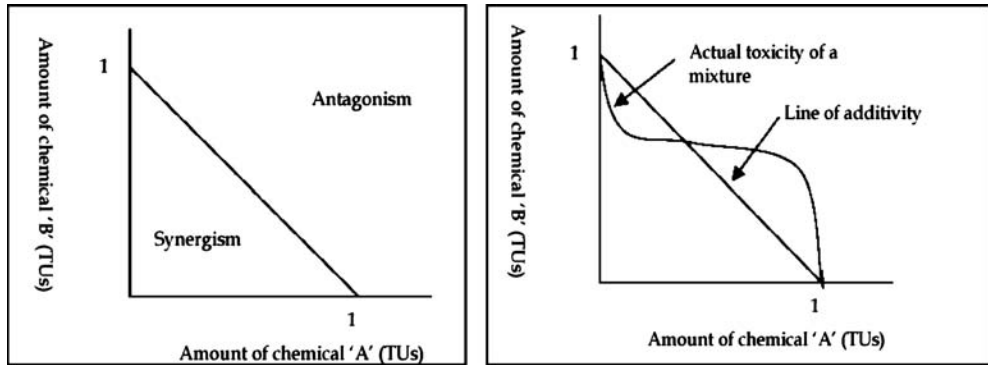 Amount of chemical 'B' (TUs)
1
Antagonism
Synergism
1
Amount of chemical 'A' (TUs)
Amount of chemical 'B' (TUs)
1
Actual toxicity of a
mixture
Line of additivity
1
Amount of chemical 'A' (TUs)